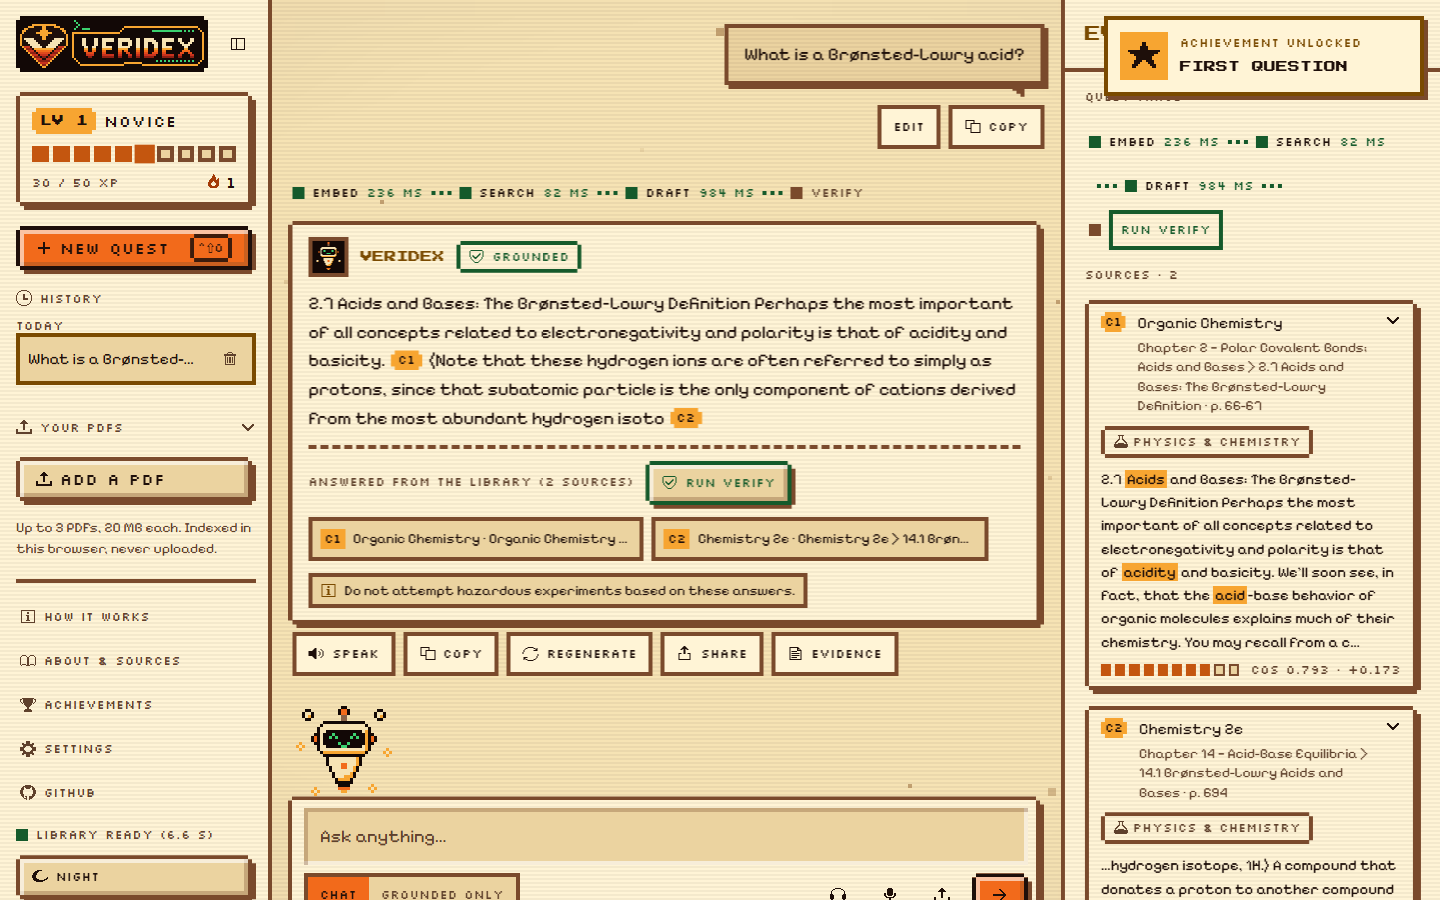 VERIDEX
LV 1 NOVICE
30 / 50 XP
1
NEW QUEST
HISTORY
TODAY
What is a Brønsted-...
YOUR PDFS
ADD A PDF
Up to 3 PDFs, 20 MB each. Indexed in
this browser, never uploaded.
HOW IT WORKS
ABOUT & SOURCES
ACHIEVEMENTS
SETTINGS
GITHUB
LIBRARY READY (6.6 S)
NIGHT
What is a Brønsted-Lowry acid?
EDIT
COPY
EMBED 236 MS SEARCH 82 MS DRAFT 984 MS VERIFY
VERIDEX GROUNDED
2.7 Acids and Bases: The Brønsted-Lowry Definition Perhaps the most important
of all concepts related to electronegativity and polarity is that of acidity and
basicity. C1 (Note that these hydrogen ions are often referred to simply as
protons, since that subatomic particle is the only component of cations derived
from the most abundant hydrogen isoto C2
ANSWERED FROM THE LIBRARY (2 SOURCES) RUN VERIFY
C1 Organic Chemistry · Organic Chemistry ...
C2 Chemistry 2e · Chemistry 2e > 14.1 Brøn...
Do not attempt hazardous experiments based on these answers.
SPEAK
COPY
REGENERATE
SHARE
EVIDENCE
Ask anything...
CHAT
GROUNDED ONLY
ACHIEVEMENT UNLOCKED
FIRST QUESTION
EMBED 236 MS SEARCH 82 MS
DRAFT 984 MS
RUN VERIFY
SOURCES · 2
C1 Organic Chemistry
Chapter 2 - Polar Covalent Bonds;
Acids and Bases > 2.7 Acids and
Bases: The Brønsted-Lowry
Definition · p. 66-67
PHYSICS & CHEMISTRY
2.7 Acids and Bases: The Brønsted-
Lowry Definition Perhaps the most
important of all concepts related to
electronegativity and polarity is that
of acidity and basicity. We'll soon see, in
fact, that the acid-base behavior of
organic molecules explains much of their
chemistry. You may recall from a c...
COS 0.793 · +0.173
C2 Chemistry 2e
Chapter 14 - Acid-Base Equilibria >
14.1 Brønsted-Lowry Acids and
Bases · p. 694
PHYSICS & CHEMISTRY
...hydrogen isotope, 1H.) A compound that
donates a proton to another compound